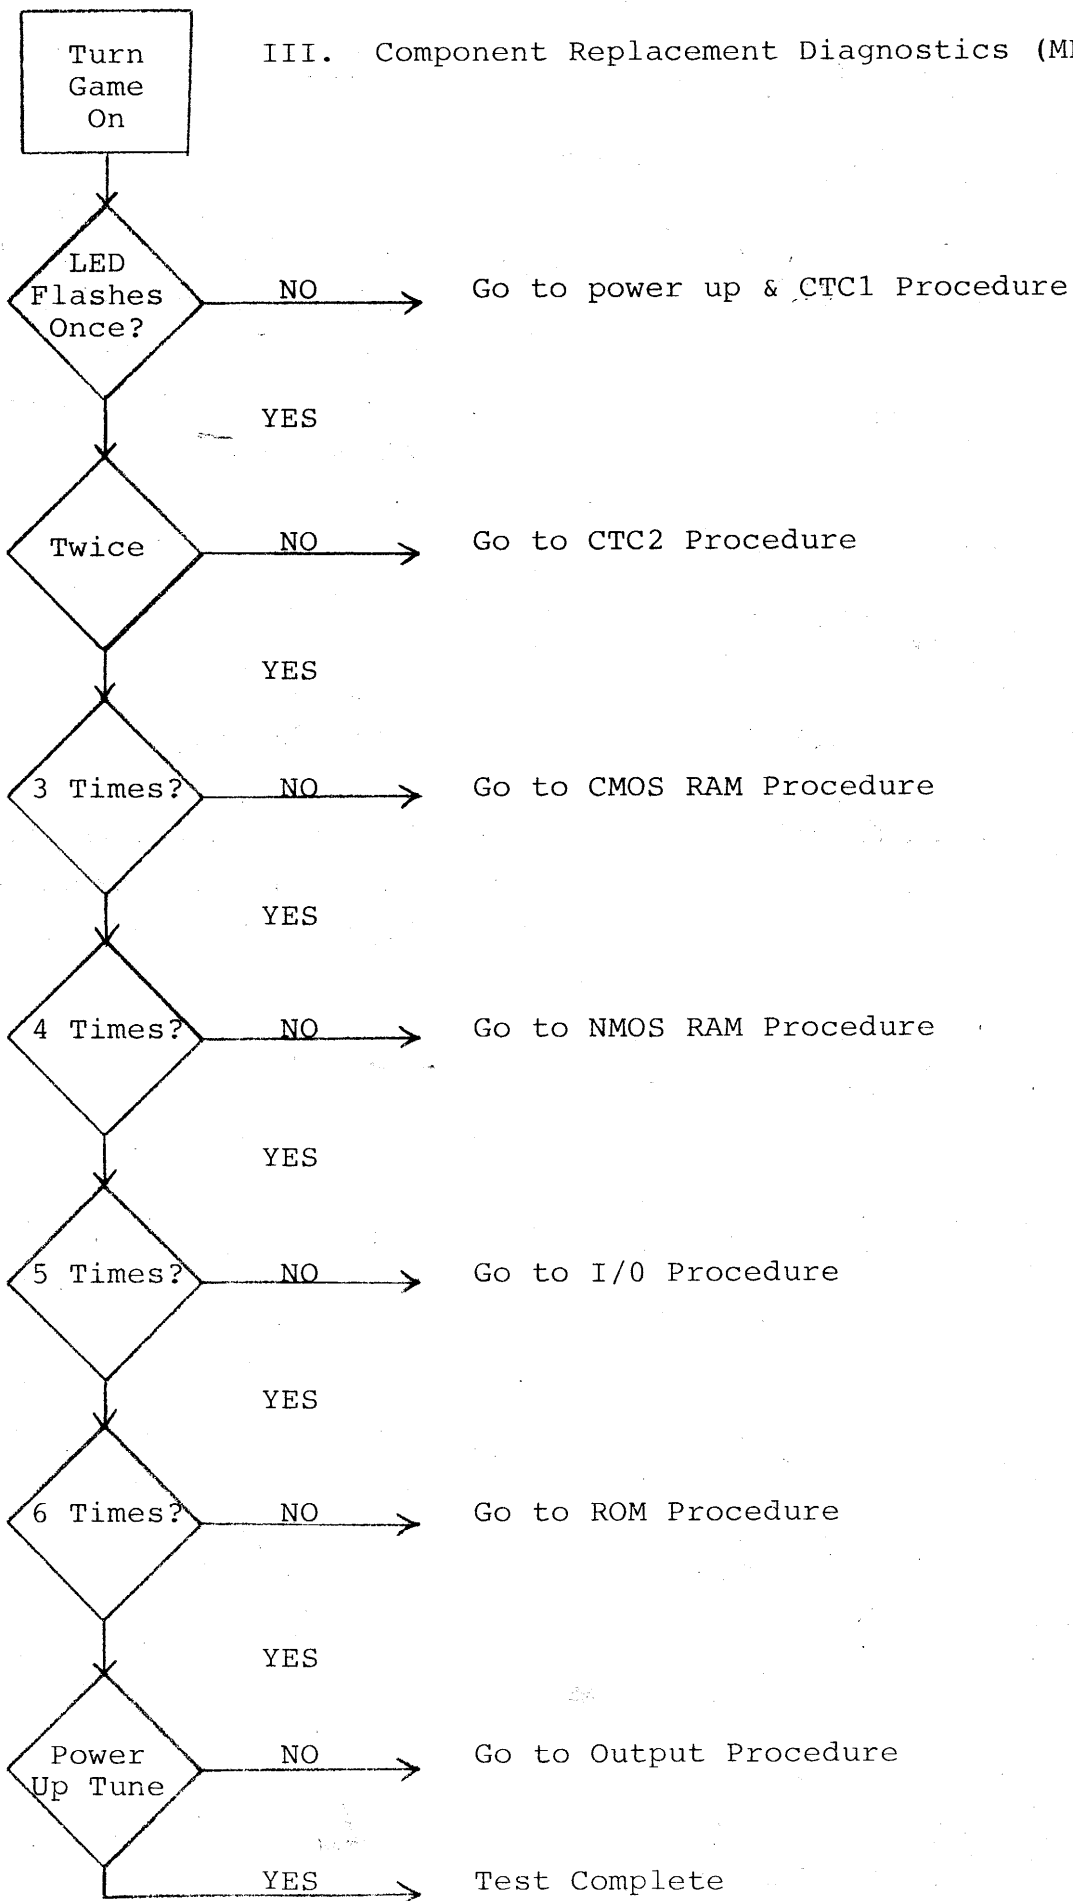 Turn
Game
On
III. Component Replacement Diagnostics
LED
Flashes
Once?
NO
Go to power up & CTC1 Procedure
YES
Twice
NO
Go to CTC2 Procedure
YES
3 Times?
NO
Go to CMOS RAM Procedure
YES
4 Times?
NO
Go to NMOS RAM Procedure
YES
5 Times?
NO
Go to I/0 Procedure
YES
6 Times?
NO
Go to ROM Procedure
YES
Power
Up Tune
NO
Go to Output Procedure
YES
Test Complete